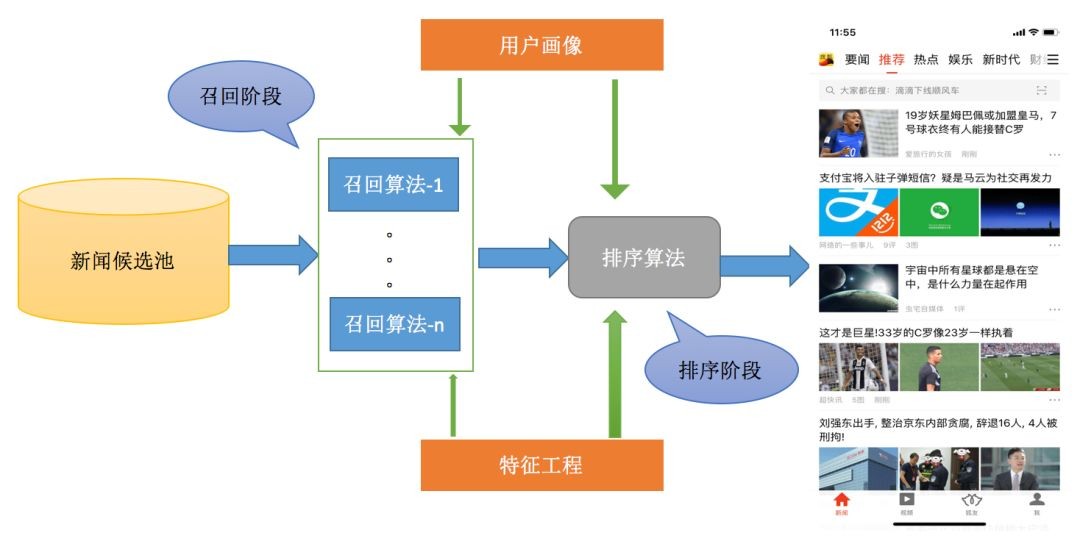 用户画像
召回阶段
召回算法-1
新闻候选池
召回算法-n
排序算法
排序阶段
特征工程
11:55
要闻 推荐 热点 娱乐 新时代 财
大家都在搜：滴滴下线顺风车
19岁妖星姆巴佩或加盟皇马，7
号球衣终有人能接替C罗
爱旅行的女孩 刚刚
支付宝将入驻子弹短信？疑是马云为社交再发力
1212
网络的一些事儿 9评 3图
宇宙中所有星球都是悬在空
中，是什么力量在起作用
虫宅自媒体 1评
这才是巨星!33岁的C罗像23岁一样执着
超快讯 5图 刚刚
刘强东出手, 整治京东内部贪腐, 辞退16人, 4人被
刑拘!
新闻 视频 狐友 我